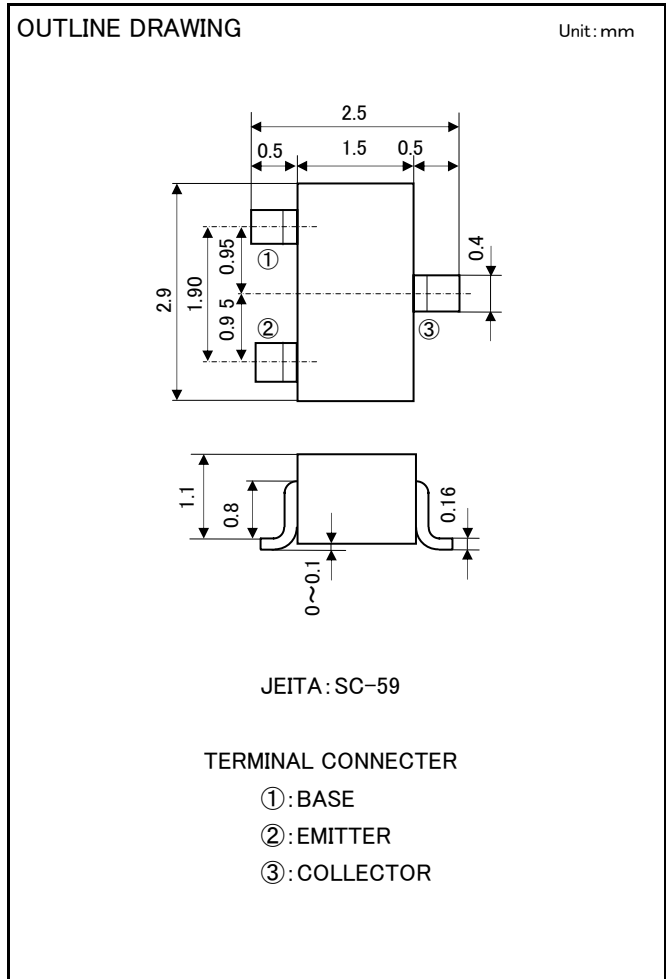 OUTLINE DRAWING Unit:mm
2.5
0.5 1.5 0.5
2.9
1.90
0.95
0.9 5
①
②
0.4
③
1.1
0.8
0.16
0~0.1
JEITA:SC-59
TERMINAL CONNECTER
①:BASE
②:EMITTER
③:COLLECTOR